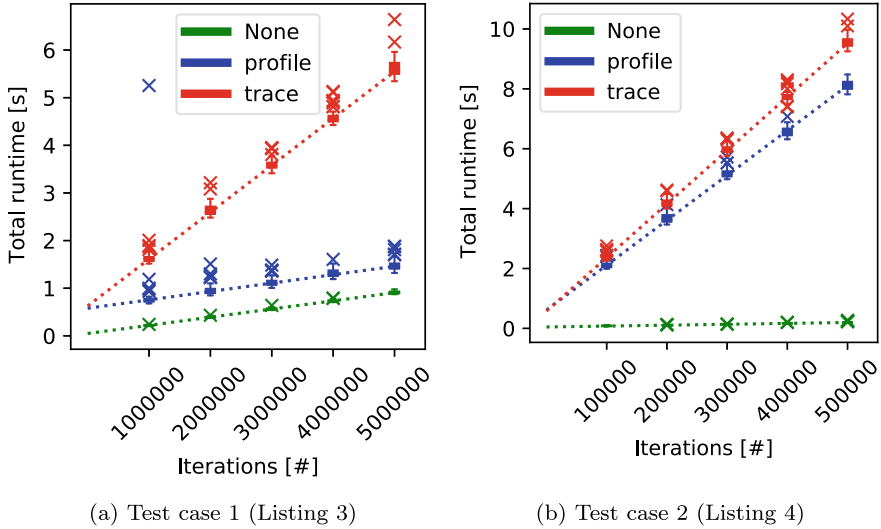 None
profile
trace
Total runtime [s]
6
5
4
3
2
1
0
1000000
2000000
3000000
4000000
5000000
Iterations [#]
(a) Test case 1 (Listing 3)
None
profile
trace
Total runtime [s]
10
8
6
4
2
0
100000
200000
300000
400000
500000
Iterations [#]
(b) Test case 2 (Listing 4)